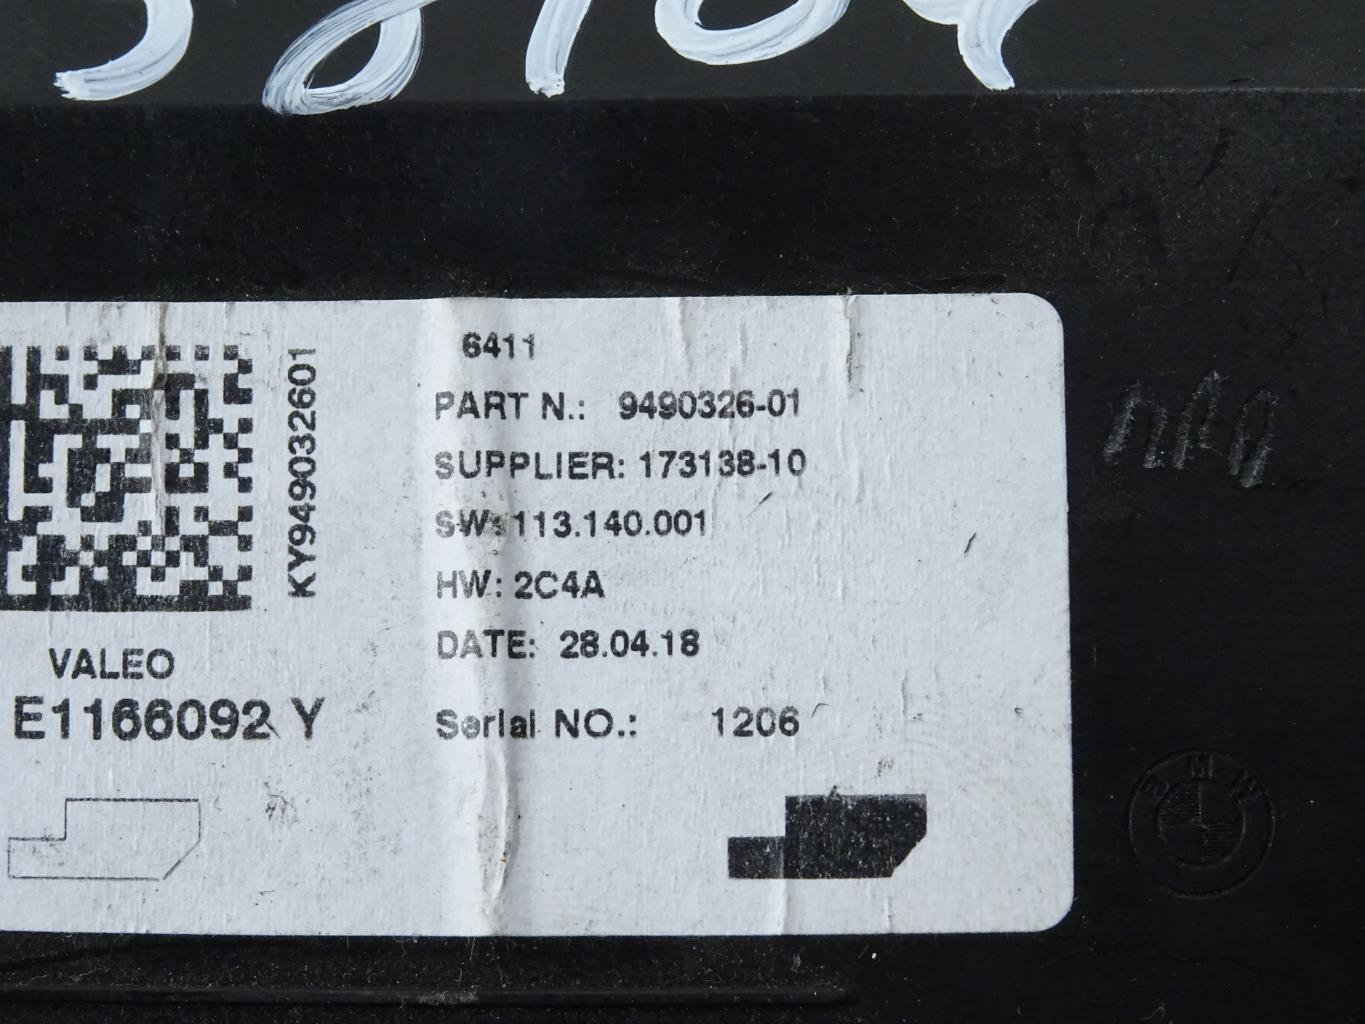 6411
PART N.: 9490326-01
SUPPLIER: 173138-10
SW: 113.140.001
HW: 2C4A
DATE: 28.04.18
Serial NO.: 1206
KY949032601
VALEO
E1166092 Y
BMW